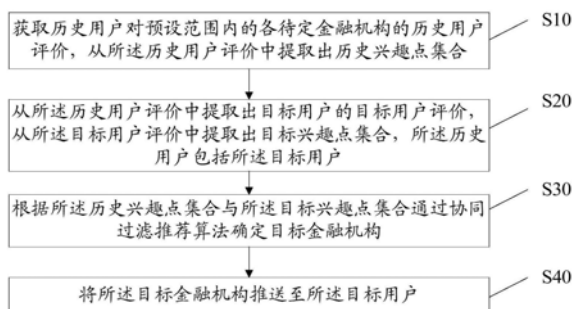 S10
获取历史用户对预设范围内的各待定金融机构的历史用户
评价，从所述历史用户评价中提取出历史兴趣点集合
S20
从所述历史用户评价中提取出目标用户的目标用户评价，
从所述目标用户评价中提取出目标兴趣点集合，所述历史
用户包括所述目标用户
S30
根据所述历史兴趣点集合与所述目标兴趣点集合通过协同
过滤推荐算法确定目标金融机构
S40
将所述目标金融机构推送至所述目标用户